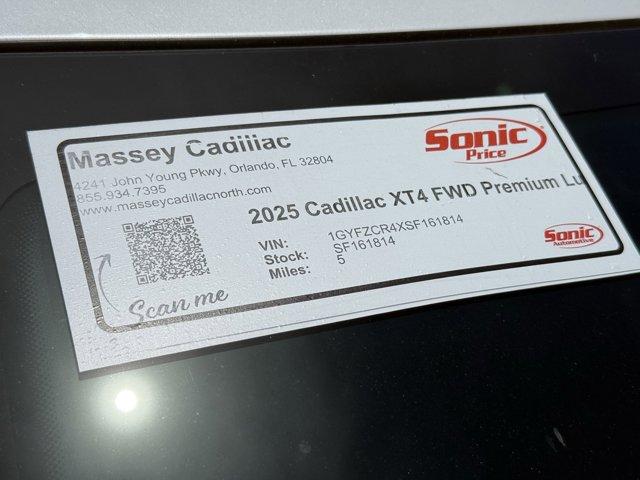 Massey Cadillac
4241 John Young Pkwy, Orlando, FL 32804
855.934.7395
www.masseycadillacnorth.com
Sonic
Price
2025 Cadillac XT4 FWD Premium Lu
VIN: 1GYFZCR4XSF161814
Stock: SF161814
Miles: 5
Sonic
Automotive
Scan me